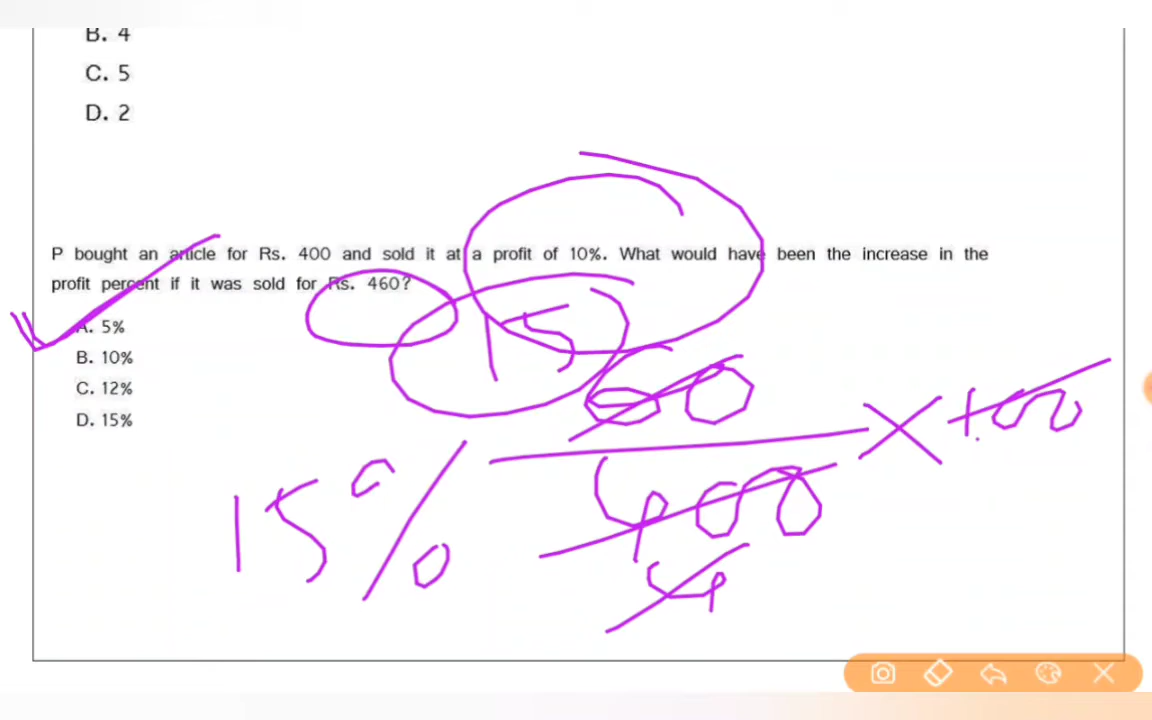 B. 4
C. 5
D. 2
P bought an article for Rs. 400 and sold it at a profit of 10%. What would have been the increase in the
profit percent if it was sold for Rs. 460?
A. 5%
B. 10%
C. 12%
D. 15%
15
60
15% 400 × 100
4